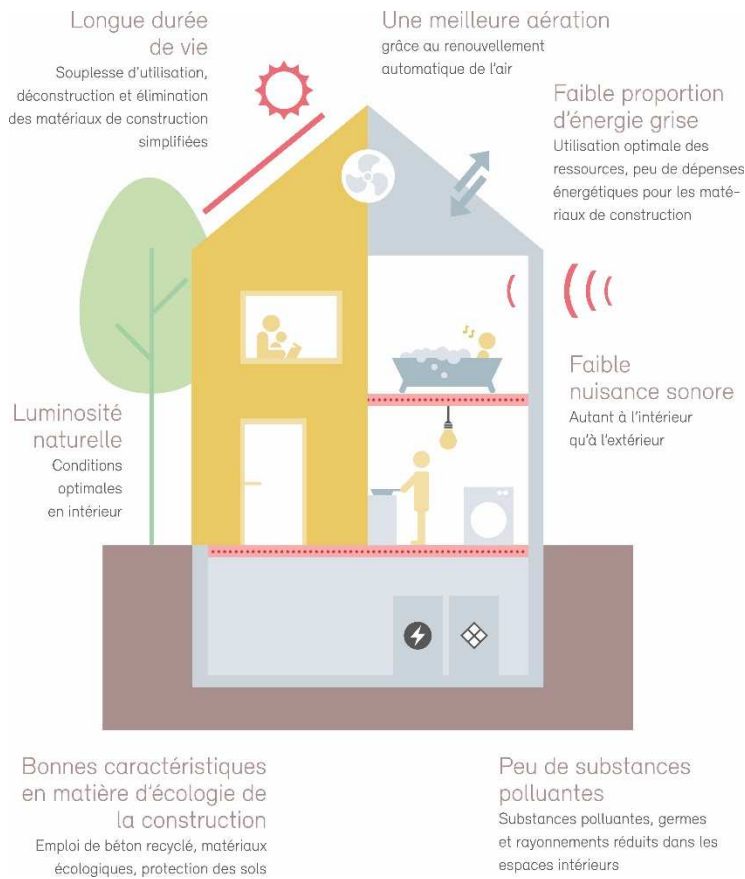 Longue durée
de vie
Souplesse d'utilisation,
déconstruction et élimination
des matériaux de construction
simplifiées
Une meilleure aération
grâce au renouvellement
automatique de l'air
Faible proportion
d'énergie grise
Utilisation optimale des
ressources, peu de dépenses
énergétiques pour les maté-
riaux de construction
Faible
nuisance sonore
Autant à l'intérieur
qu'à l'extérieur
Luminosité
naturelle
Conditions
optimales
en intérieur
Bonnes caractéristiques
en matière d'écologie de
la construction
Emploi de béton recyclé, matériaux
écologiques, protection des sols
Peu de substances
polluantes
Substances polluantes, germes
et rayonnements réduits dans les
espaces intérieurs